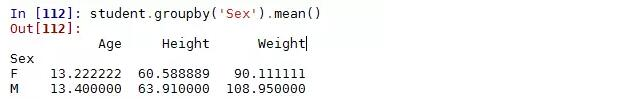 In [112]: student.groupby('Sex').mean()
Out[112]:
Age Height Weight
Sex
F 13.222222 60.588889 90.111111
M 13.400000 63.910000 108.950000